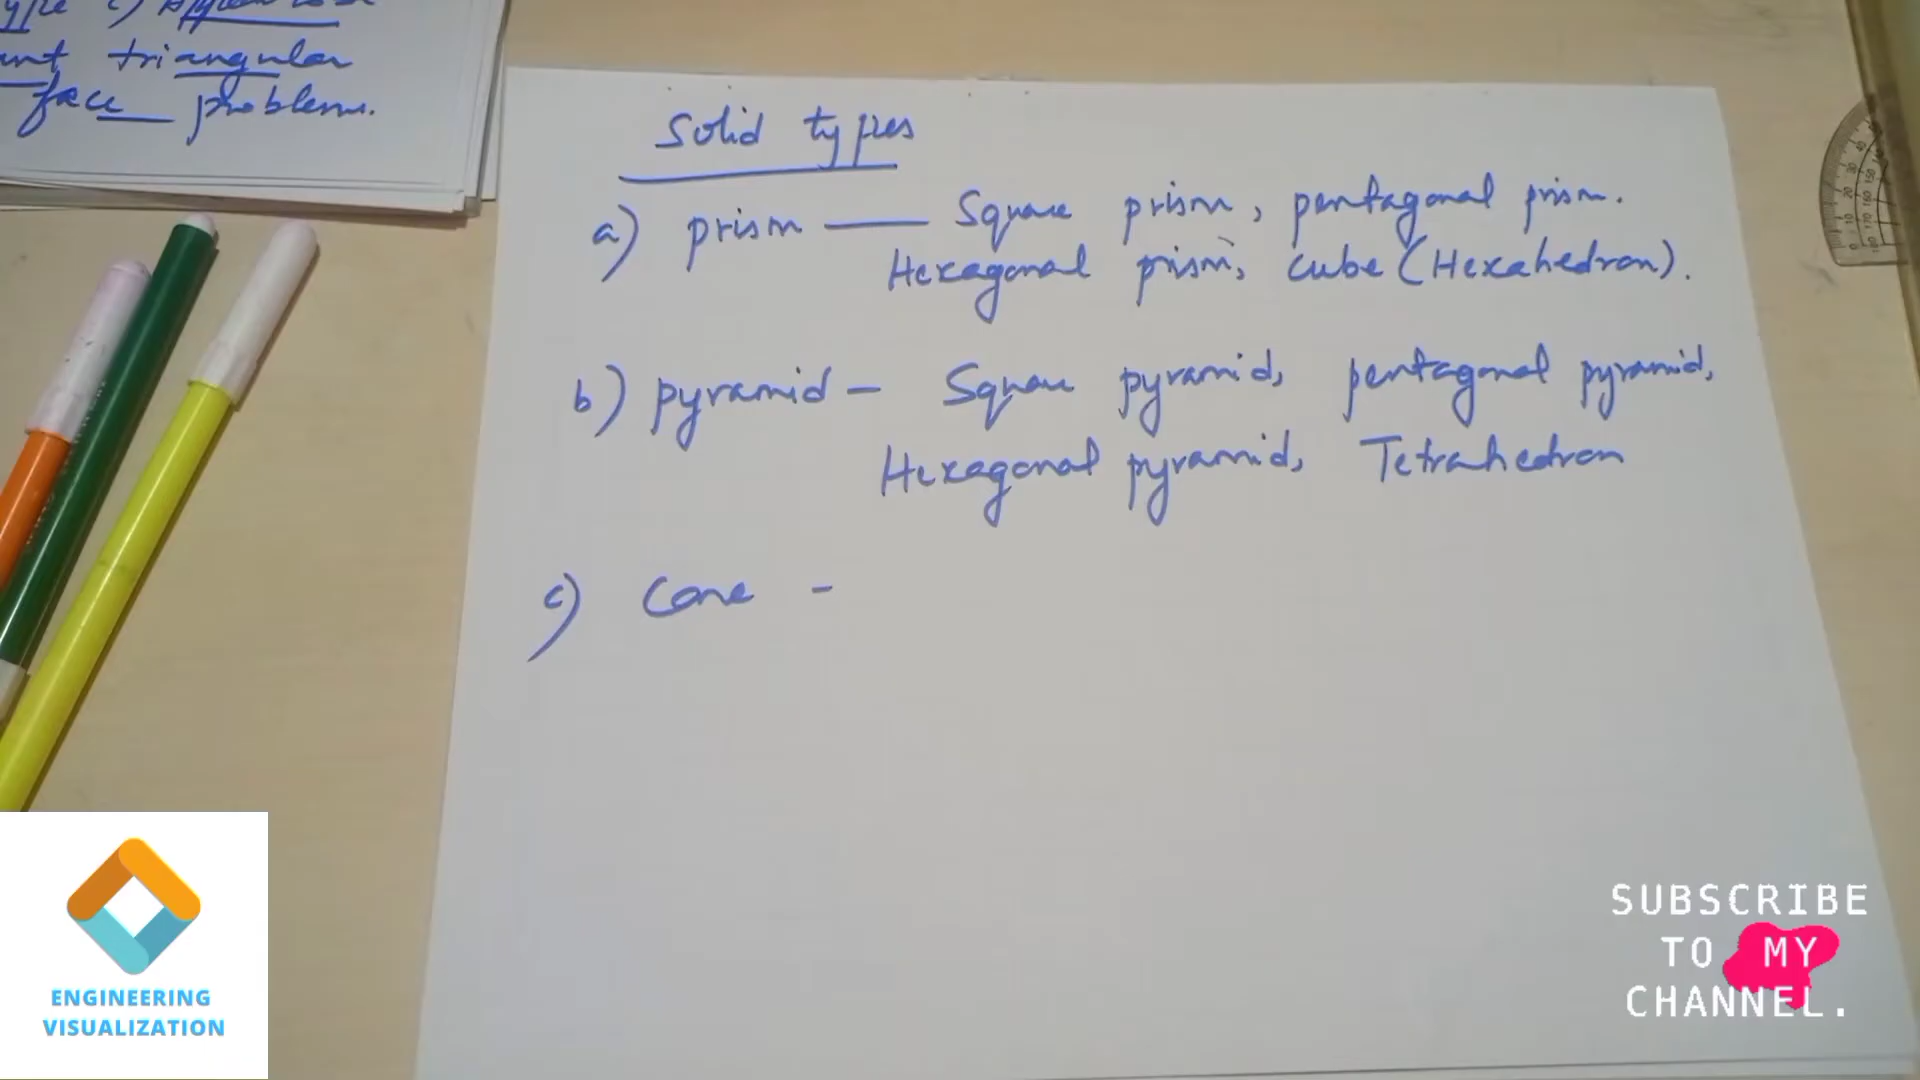 triangular
face problems.
Solid types
a) prism — Square prism, pentagonal prism.
Hexagonal prism, cube (Hexahedron).
b) pyramid - Square pyramid, pentagonal pyramid,
Hexagonal pyramid, Tetrahedron
c) Cone -
ENGINEERING
VISUALIZATION
SUBSCRIBE
TO MY
CHANNEL.